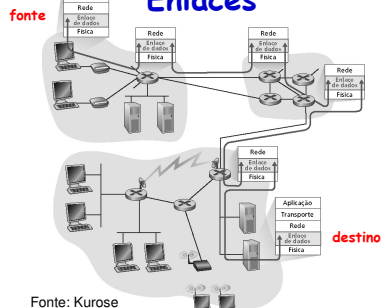 Enlaces
fonte
Rede
Enlace
de dados
Física
Rede
Enlace
de dados
Física
Rede
Enlace
de dados
Física
Rede
Enlace
de dados
Física
Rede
Enlace
de dados
Física
Aplicação
Transporte
Rede
Enlace
de dados
Física
destino
Fonte: Kurose